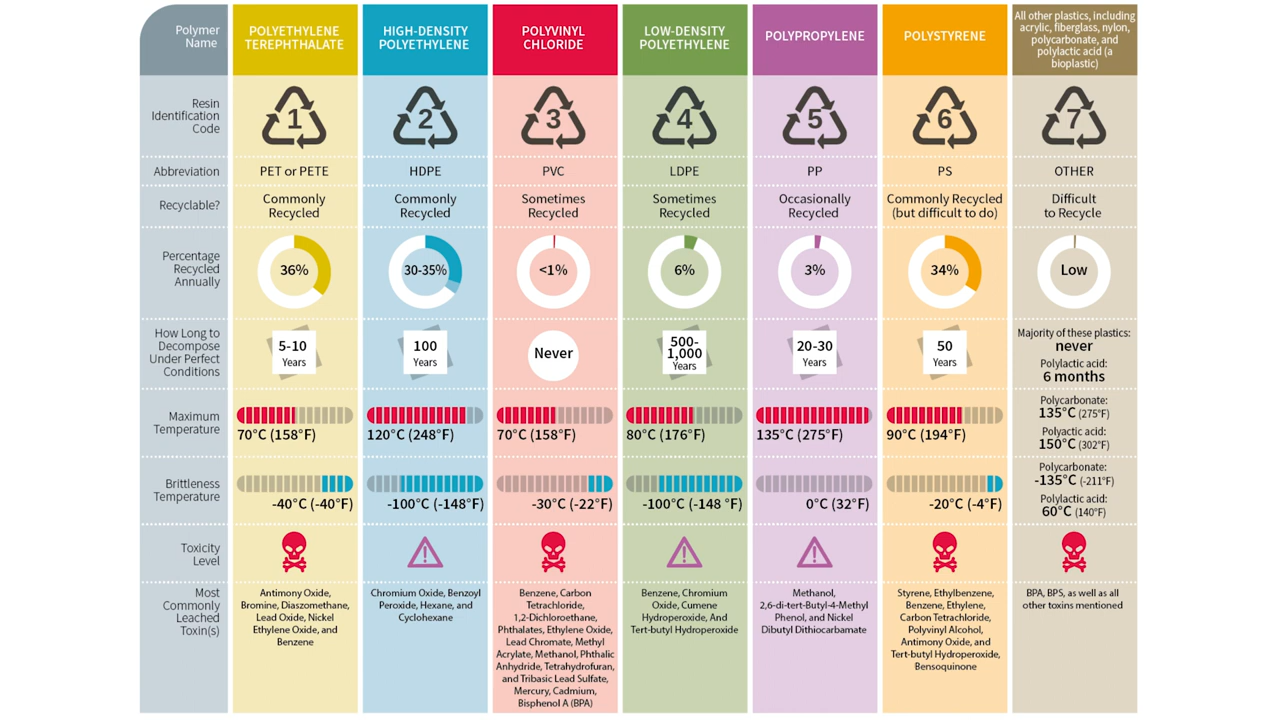 Polymer
Name
POLYETHYLENE
TEREPHTHALATE
HIGH-DENSITY
POLYETHYLENE
POLYVINYL
CHLORIDE
LOW-DENSITY
POLYETHYLENE
POLYPROPYLENE
POLYSTYRENE
All other plastics, including
acrylic, fiberglass, nylon,
polycarbonate, and
polylactic acid (a
bioplastic)
Resin
Identification
Code
1
2
3
4
5
6
7
Abbreviation
PET or PETE
HDPE
PVC
LDPE
PP
PS
OTHER
Recyclable?
Commonly
Recycled
Commonly
Recycled
Sometimes
Recycled
Sometimes
Recycled
Occasionally
Recycled
Commonly Recycled
(but difficult to do)
Difficult
to Recycle
Percentage
Recycled
Annually
36%
30-35%
<1%
6%
3%
34%
Low
How Long to
Decompose
Under Perfect
Conditions
5-10
Years
100
Years
Never
500-
1,000
Years
20-30
Years
50
Years
Majority of these plastics:
never
Polylactic acid:
6 months
Maximum
Temperature
70°C (158°F)
120°C (248°F)
70°C (158°F)
80°C (176°F)
135°C (275°F)
90°C (194°F)
Polycarbonate:
135°C (275°F)
Polyactic acid:
150°C (302°F)
Brittleness
Temperature
-40°C (-40°F)
-100°C (-148°F)
-30°C (-22°F)
-100°C (-148 °F)
0°C (32°F)
-20°C (-4°F)
Polycarbonate:
-135°C (-211°F)
Polylactic acid:
60°C (140°F)
Toxicity
Level
Most
Commonly
Leached
Toxin(s)
Antimony Oxide,
Bromine, Diaszomethane,
Lead Oxide, Nickel
Ethylene Oxide, and
Benzene
Chromium Oxide, Benzoyl
Peroxide, Hexane, and
Cyclohexane
Benzene, Carbon
Tetrachloride,
1,2-Dichloroethane,
Phthalates, Ethylene Oxide,
Lead Chromate, Methyl
Acrylate, Methanol, Phthalic
Anhydride, Tetrahydrofuran,
and Tribasic Lead Sulfate,
Mercury, Cadmium,
Bisphenol A (BPA)
Benzene, Chromium
Oxide, Cumene
Hydroperoxide, And
Tert-butyl Hydroperoxide
Methanol,
2,6-di-tert-Butyl-4-Methyl
Phenol, and Nickel
Dibutyl Dithiocarbamate
Styrene, Ethylbenzene,
Benzene, Ethylene,
Carbon Tetrachloride,
Polyvinyl Alcohol,
Antimony Oxide, and
Tert-butyl Hydroperoxide,
Bensoquinone
BPA, BPS, as well as all
other toxins mentioned